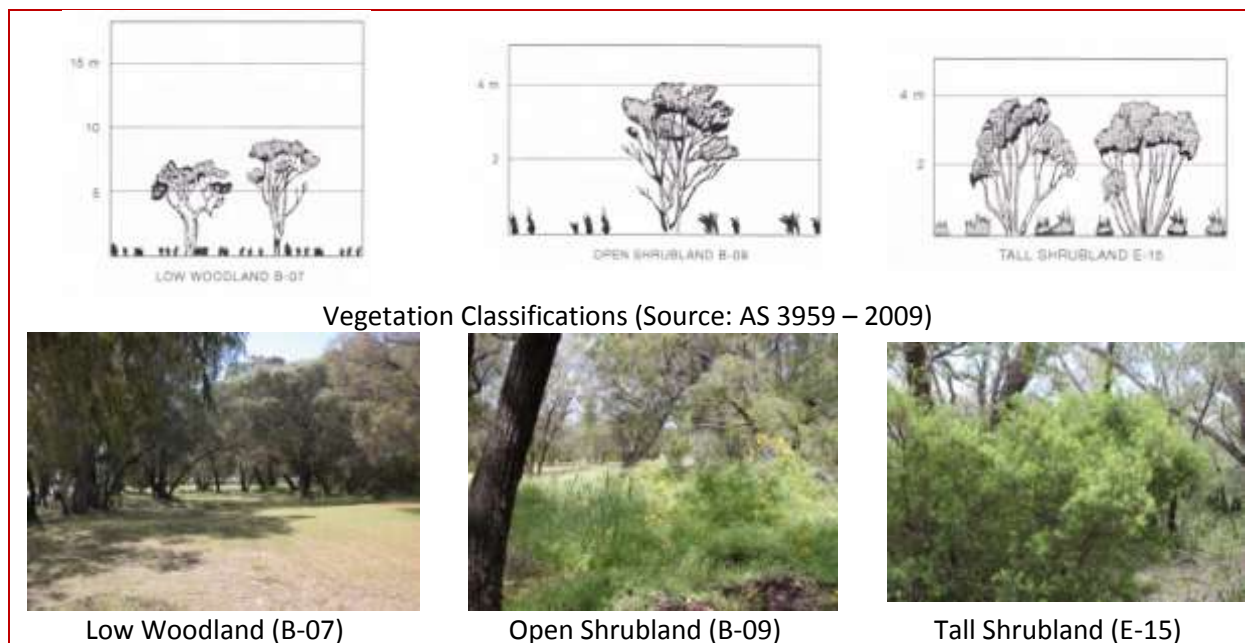 15 m
10
5
LOW WOODLAND B-07
4 m
2
OPEN SHRUBLAND B-09
4 m
2
TALL SHRUBLAND E-15
Vegetation Classifications (Source: AS 3959 – 2009)
Low Woodland (B-07)
Open Shrubland (B-09)
Tall Shrubland (E-15)